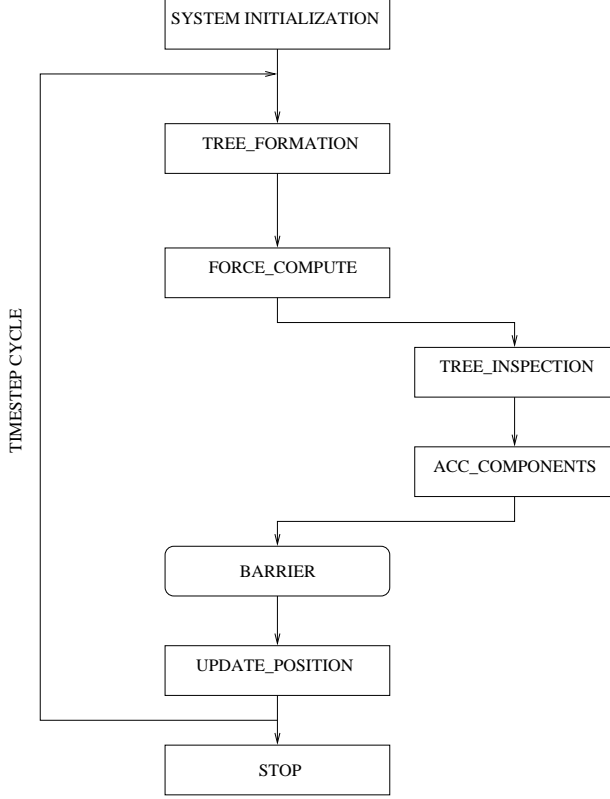 SYSTEM INITIALIZATION
TREE_FORMATION
FORCE_COMPUTE
TIMESTEP CYCLE
TREE_INSPECTION
ACC_COMPONENTS
BARRIER
UPDATE_POSITION
STOP